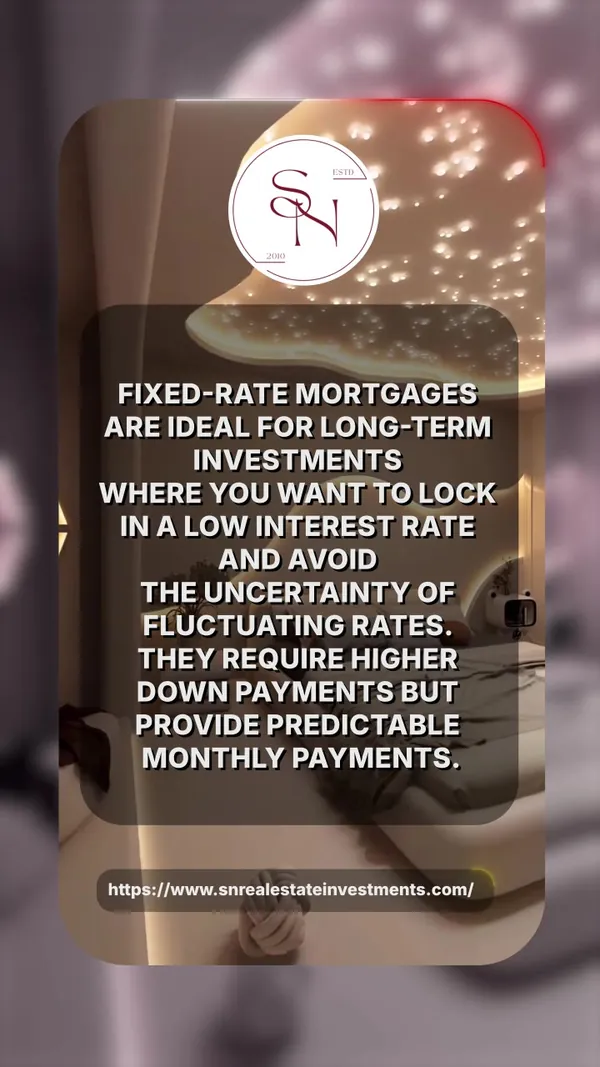 ESTD
SN
2010
FIXED-RATE MORTGAGES
ARE IDEAL FOR LONG-TERM
INVESTMENTS
WHERE YOU WANT TO LOCK
IN A LOW INTEREST RATE
AND AVOID
THE UNCERTAINTY OF
FLUCTUATING RATES.
THEY REQUIRE HIGHER
DOWN PAYMENTS BUT
PROVIDE PREDICTABLE
MONTHLY PAYMENTS.
https://www.snrealestateinvestments.com/